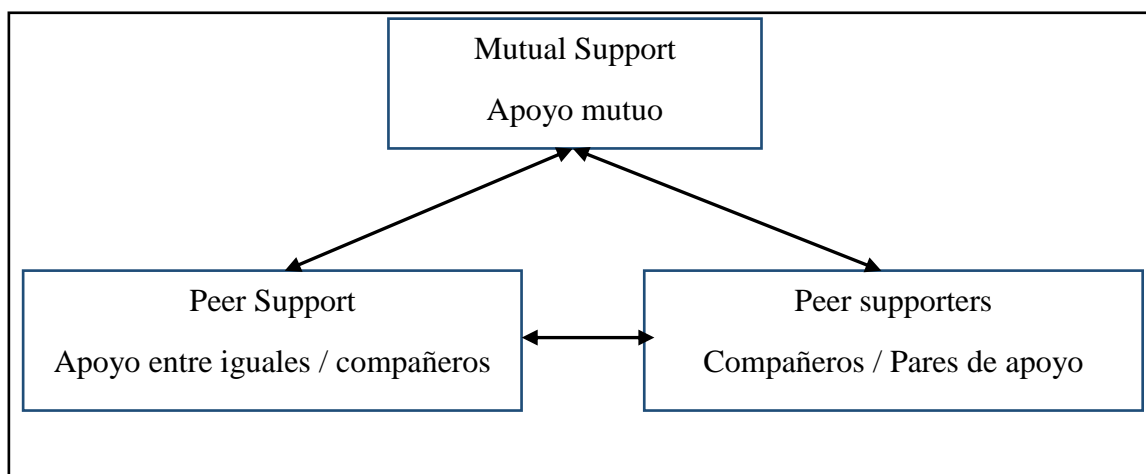 Mutual Support
Apoyo mutuo
Peer Support
Apoyo entre iguales / compañeros
Peer supporters
Compañeros / Pares de apoyo